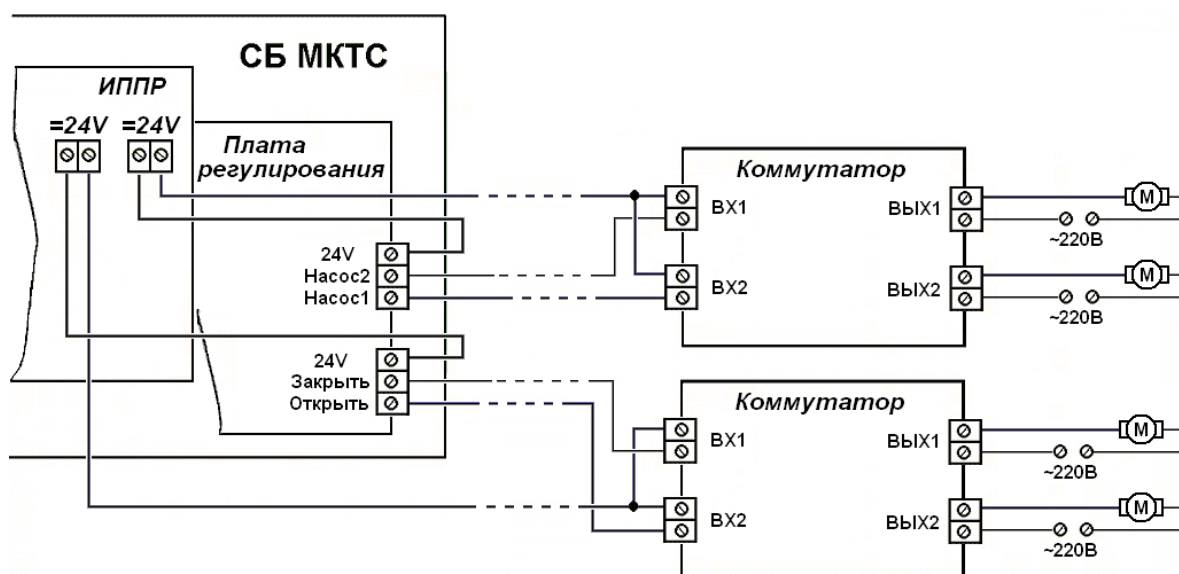 СБ МКТС
ИППР
=24V =24V
Плата
регулирования
24V
Насос2
Насос1
24V
Закрыть
Открыть
Коммутатор
ВХ1
ВЫХ1
М
~220В
ВХ2
ВЫХ2
М
~220В
Коммутатор
ВХ1
ВЫХ1
М
~220В
ВХ2
ВЫХ2
М
~220В